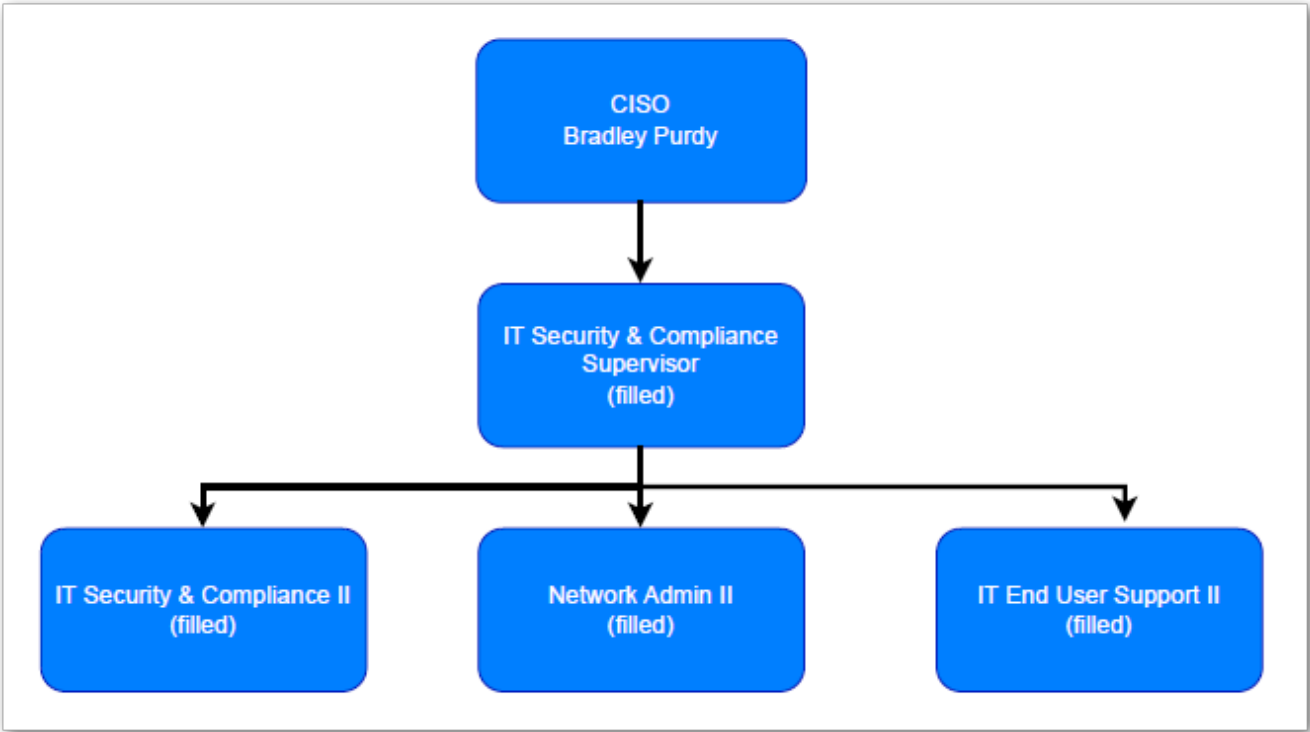 CISO
Bradley Purdy
IT Security & Compliance
Supervisor
(filled)
IT Security & Compliance II
(filled)
Network Admin II
(filled)
IT End User Support II
(filled)